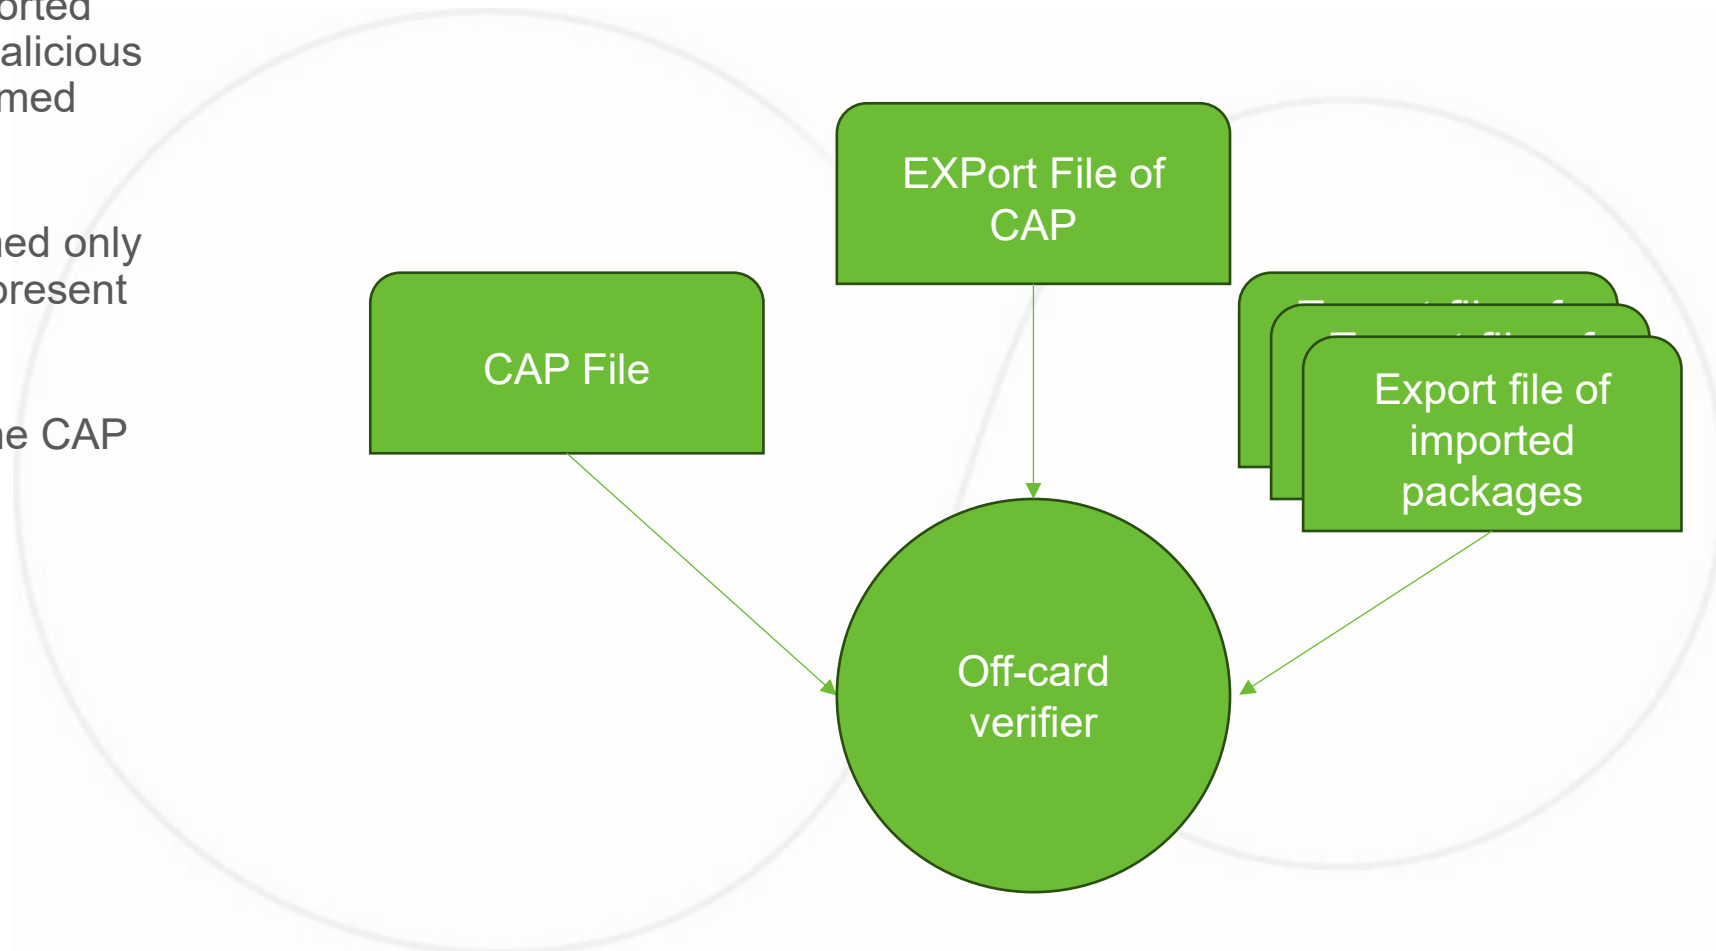 alicious
med
ed only
present
e CAP
EXPort File of
CAP
CAP File
Export file of
imported
packages
Off-card
verifier